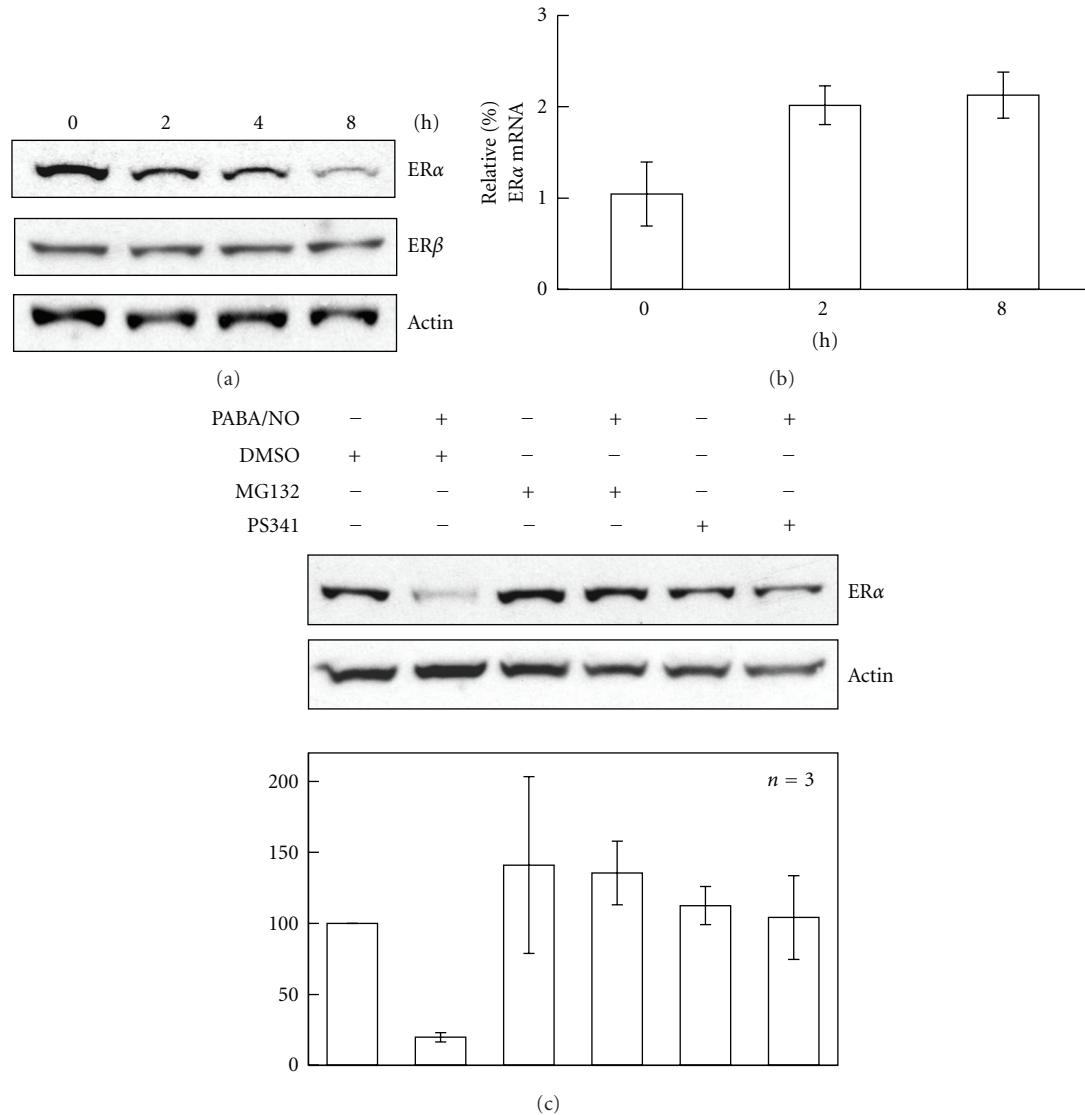 0 2 4 8 (h)
ERα
ERβ
Actin
(a)
3
2
1
0
Relative (%)
ERα mRNA
0 2 8
(h)
(b)
PABA/NO − + − + − +
DMSO + + − − − −
MG132 − − + + − −
PS341 − − − − + +
ERα
Actin
n = 3
200
150
100
50
0
(c)